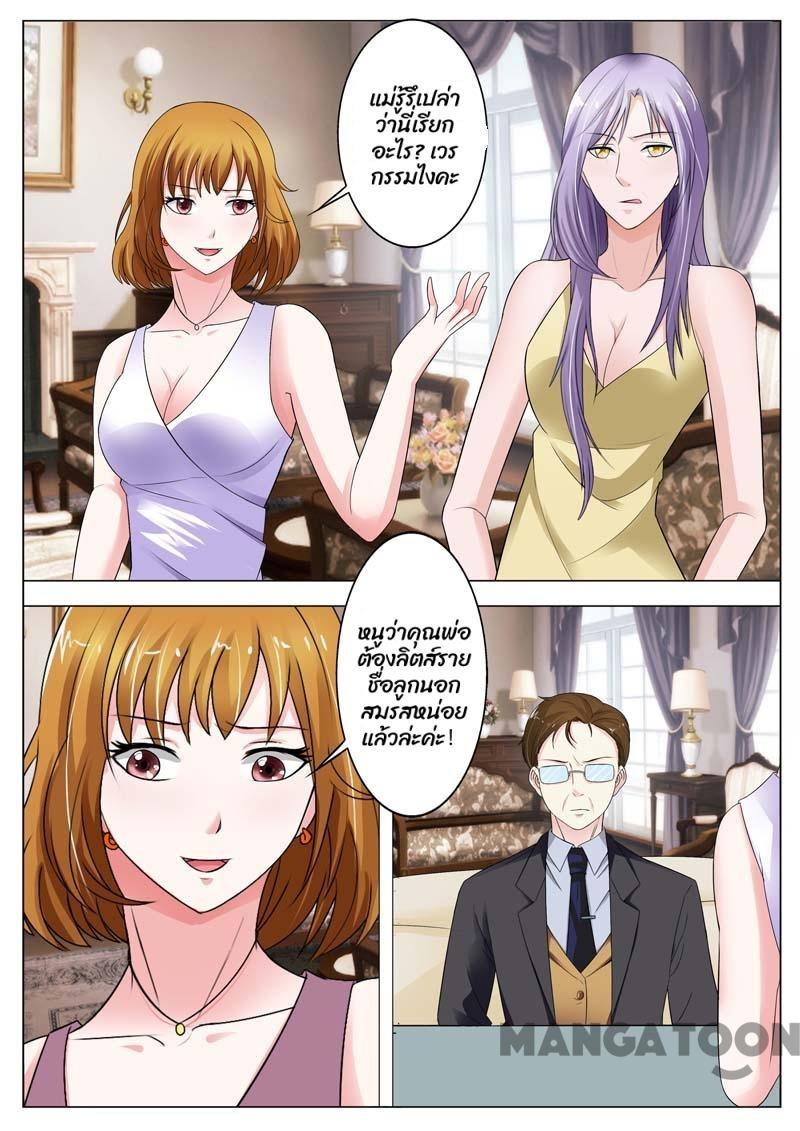 แม่รู้รึเปล่า
ว่านี่เรียก
อะไร? เวร
กรรมไงคะ
หนูว่าคุณพ่อ
ต้องลิตส์ราย
ชื่อลูกนอก
สมรสหน่อย
แล้วล่ะค่ะ!
MANGATOON